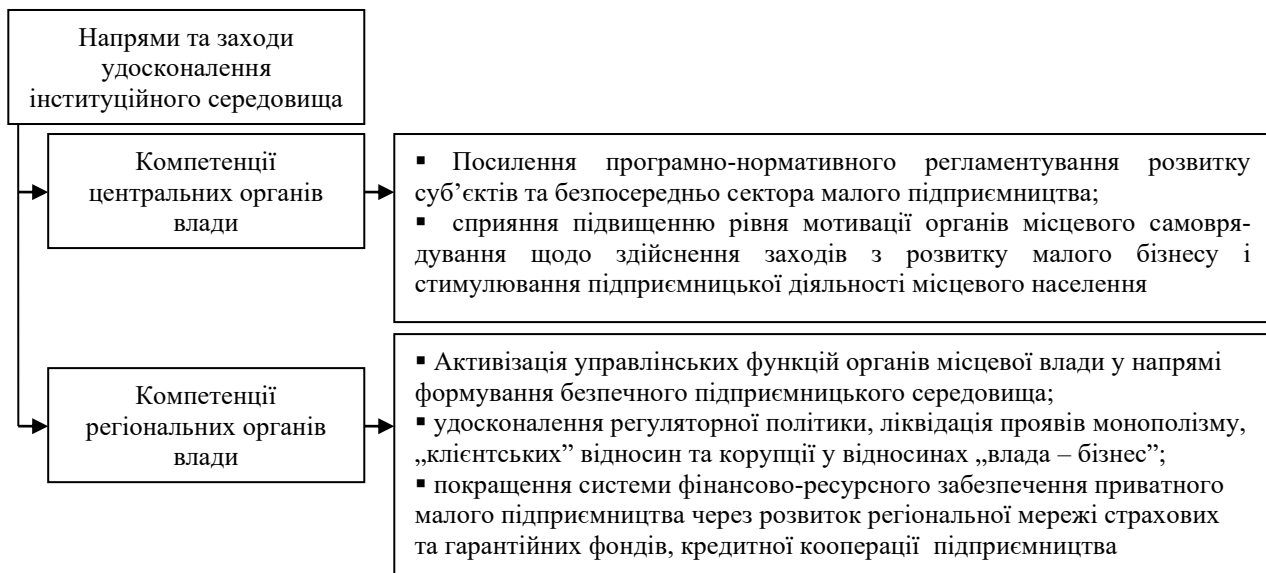 Напрями та заходи
удосконалення
інституційного середовища
Компетенції
центральних органів
влади
▪ Посилення програмно-нормативного регламентування розвитку
суб’єктів та безпосередньо сектора малого підприємництва;
▪ сприяння підвищенню рівня мотивації органів місцевого самовря-
дування щодо здійснення заходів з розвитку малого бізнесу і
стимулювання підприємницької діяльності місцевого населення
Компетенції
регіональних органів
влади
▪ Активізація управлінських функцій органів місцевої влади у напрямі
формування безпечного підприємницького середовища;
▪ удосконалення регуляторної політики, ліквідація проявів монополізму,
„клієнтських” відносин та корупції у відносинах „влада – бізнес”;
▪ покращення системи фінансово-ресурсного забезпечення приватного
малого підприємництва через розвиток регіональної мережі страхових
та гарантійних фондів, кредитної кооперації підприємництва